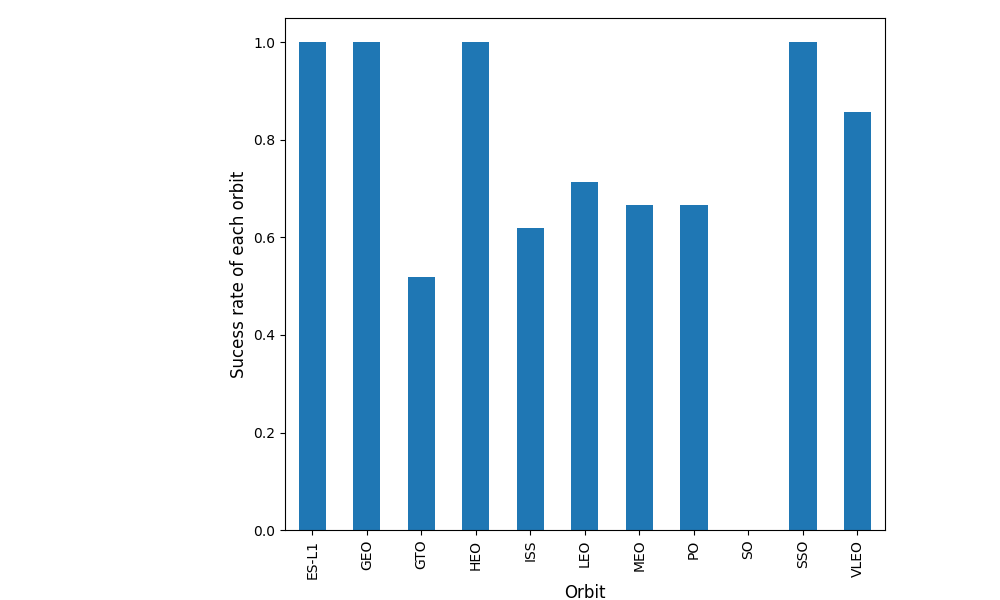 1.0
0.8
0.6
0.4
0.2
0.0
Sucess rate of each orbit
ES-L1
GEO
GTO
HEO
ISS
LEO
MEO
PO
SO
SSO
VLEO
Orbit